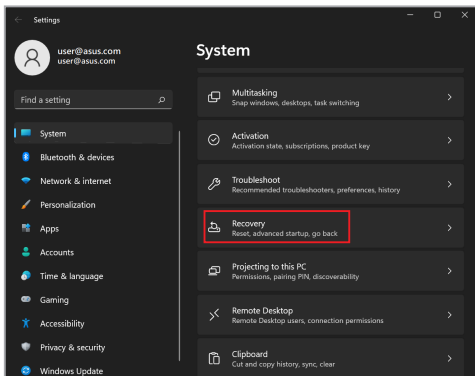 Settings
user@asus.com
user@asus.com
Find a setting
System
Bluetooth & devices
Network & internet
Personalization
Apps
Accounts
Time & language
Gaming
Accessibility
Privacy & security
Windows Update
System
Multitasking
Snap windows, desktops, task switching
Activation
Activation state, subscriptions, product key
Troubleshoot
Recommended troubleshooters, preferences, history
Recovery
Reset, advanced startup, go back
Projecting to this PC
Permissions, pairing PIN, discoverability
Remote Desktop
Remote Desktop users, connection permissions
Clipboard
Cut and copy history, sync, clear